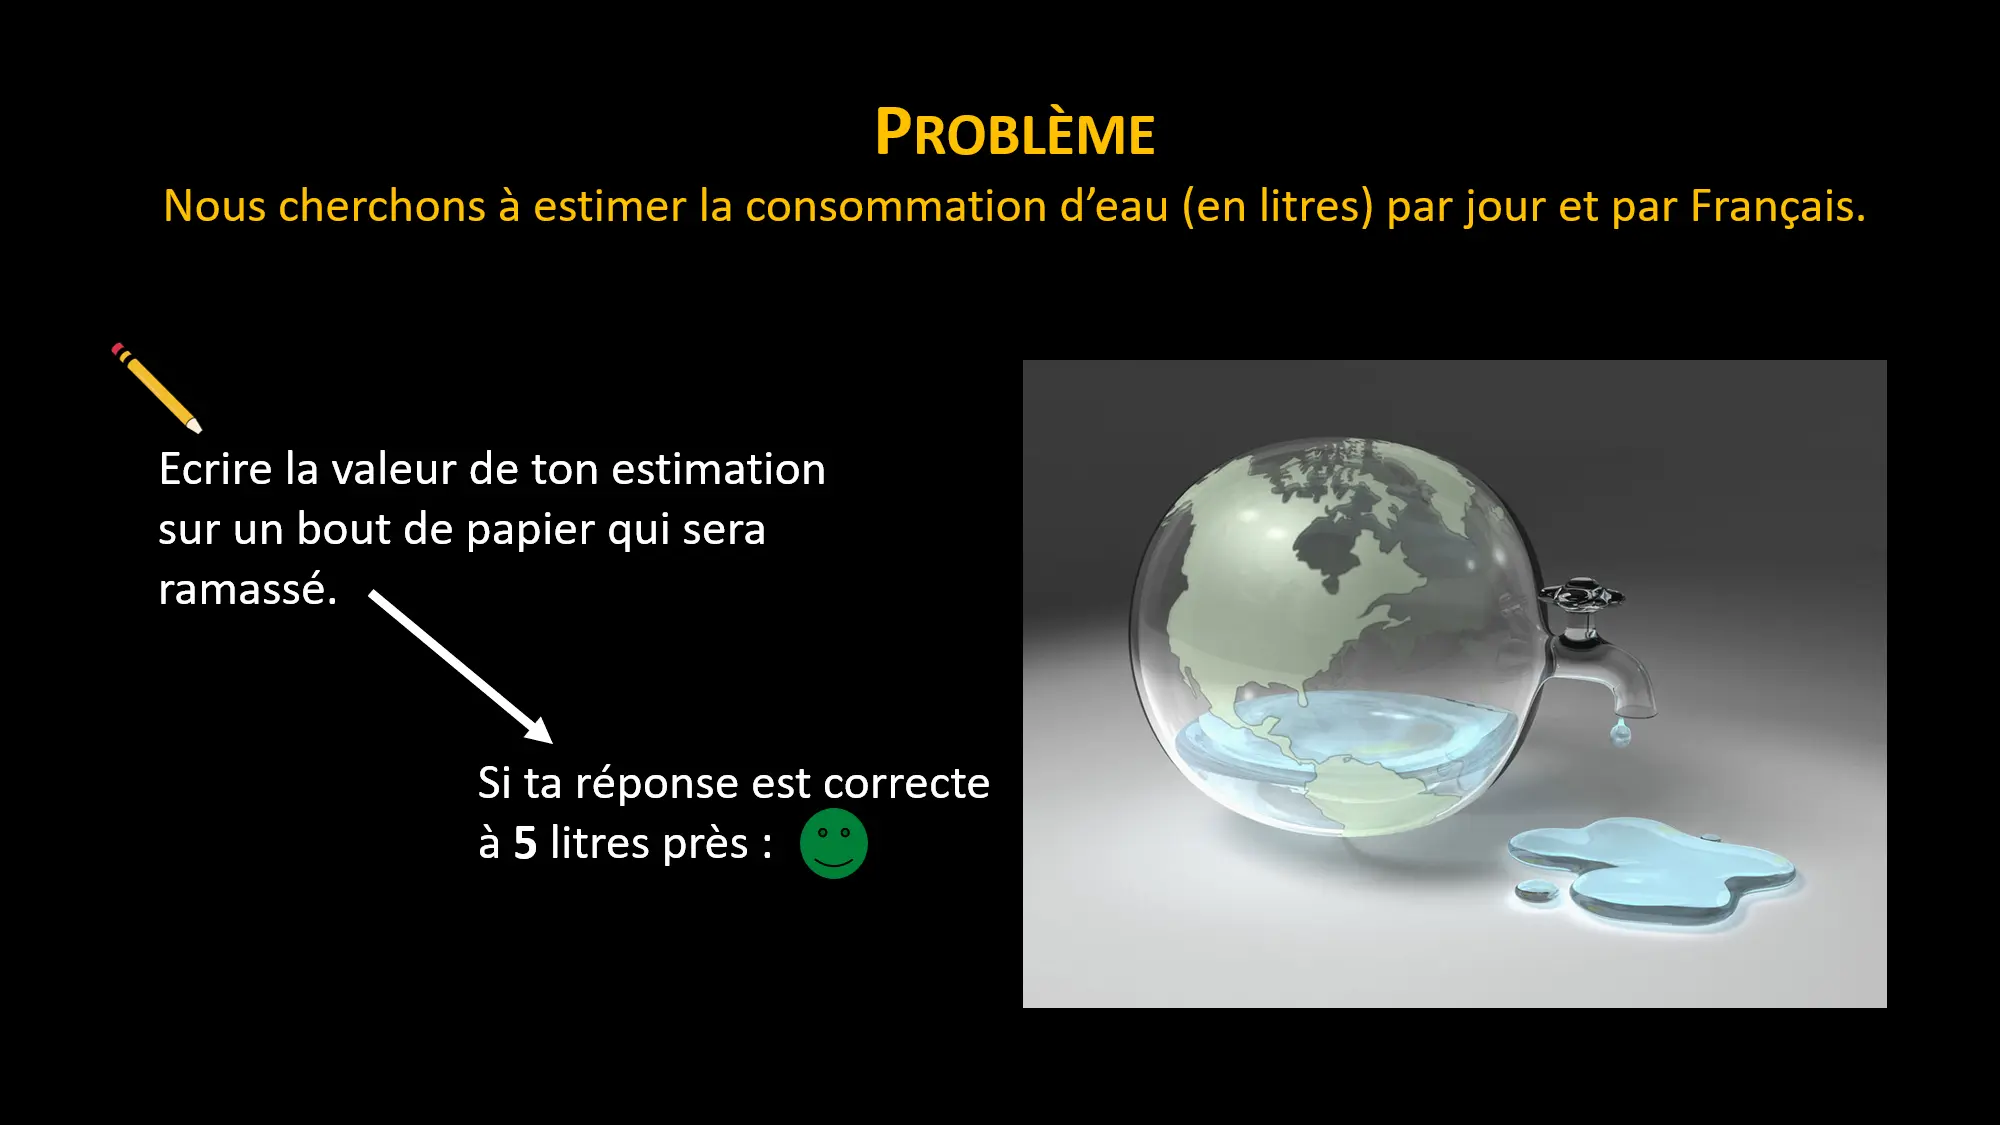 PROBLÈME
Nous cherchons à estimer la consommation d’eau (en litres) par jour et par Français.
Ecrire la valeur de ton estimation
sur un bout de papier qui sera
ramassé.
Si ta réponse est correcte
à 5 litres près :